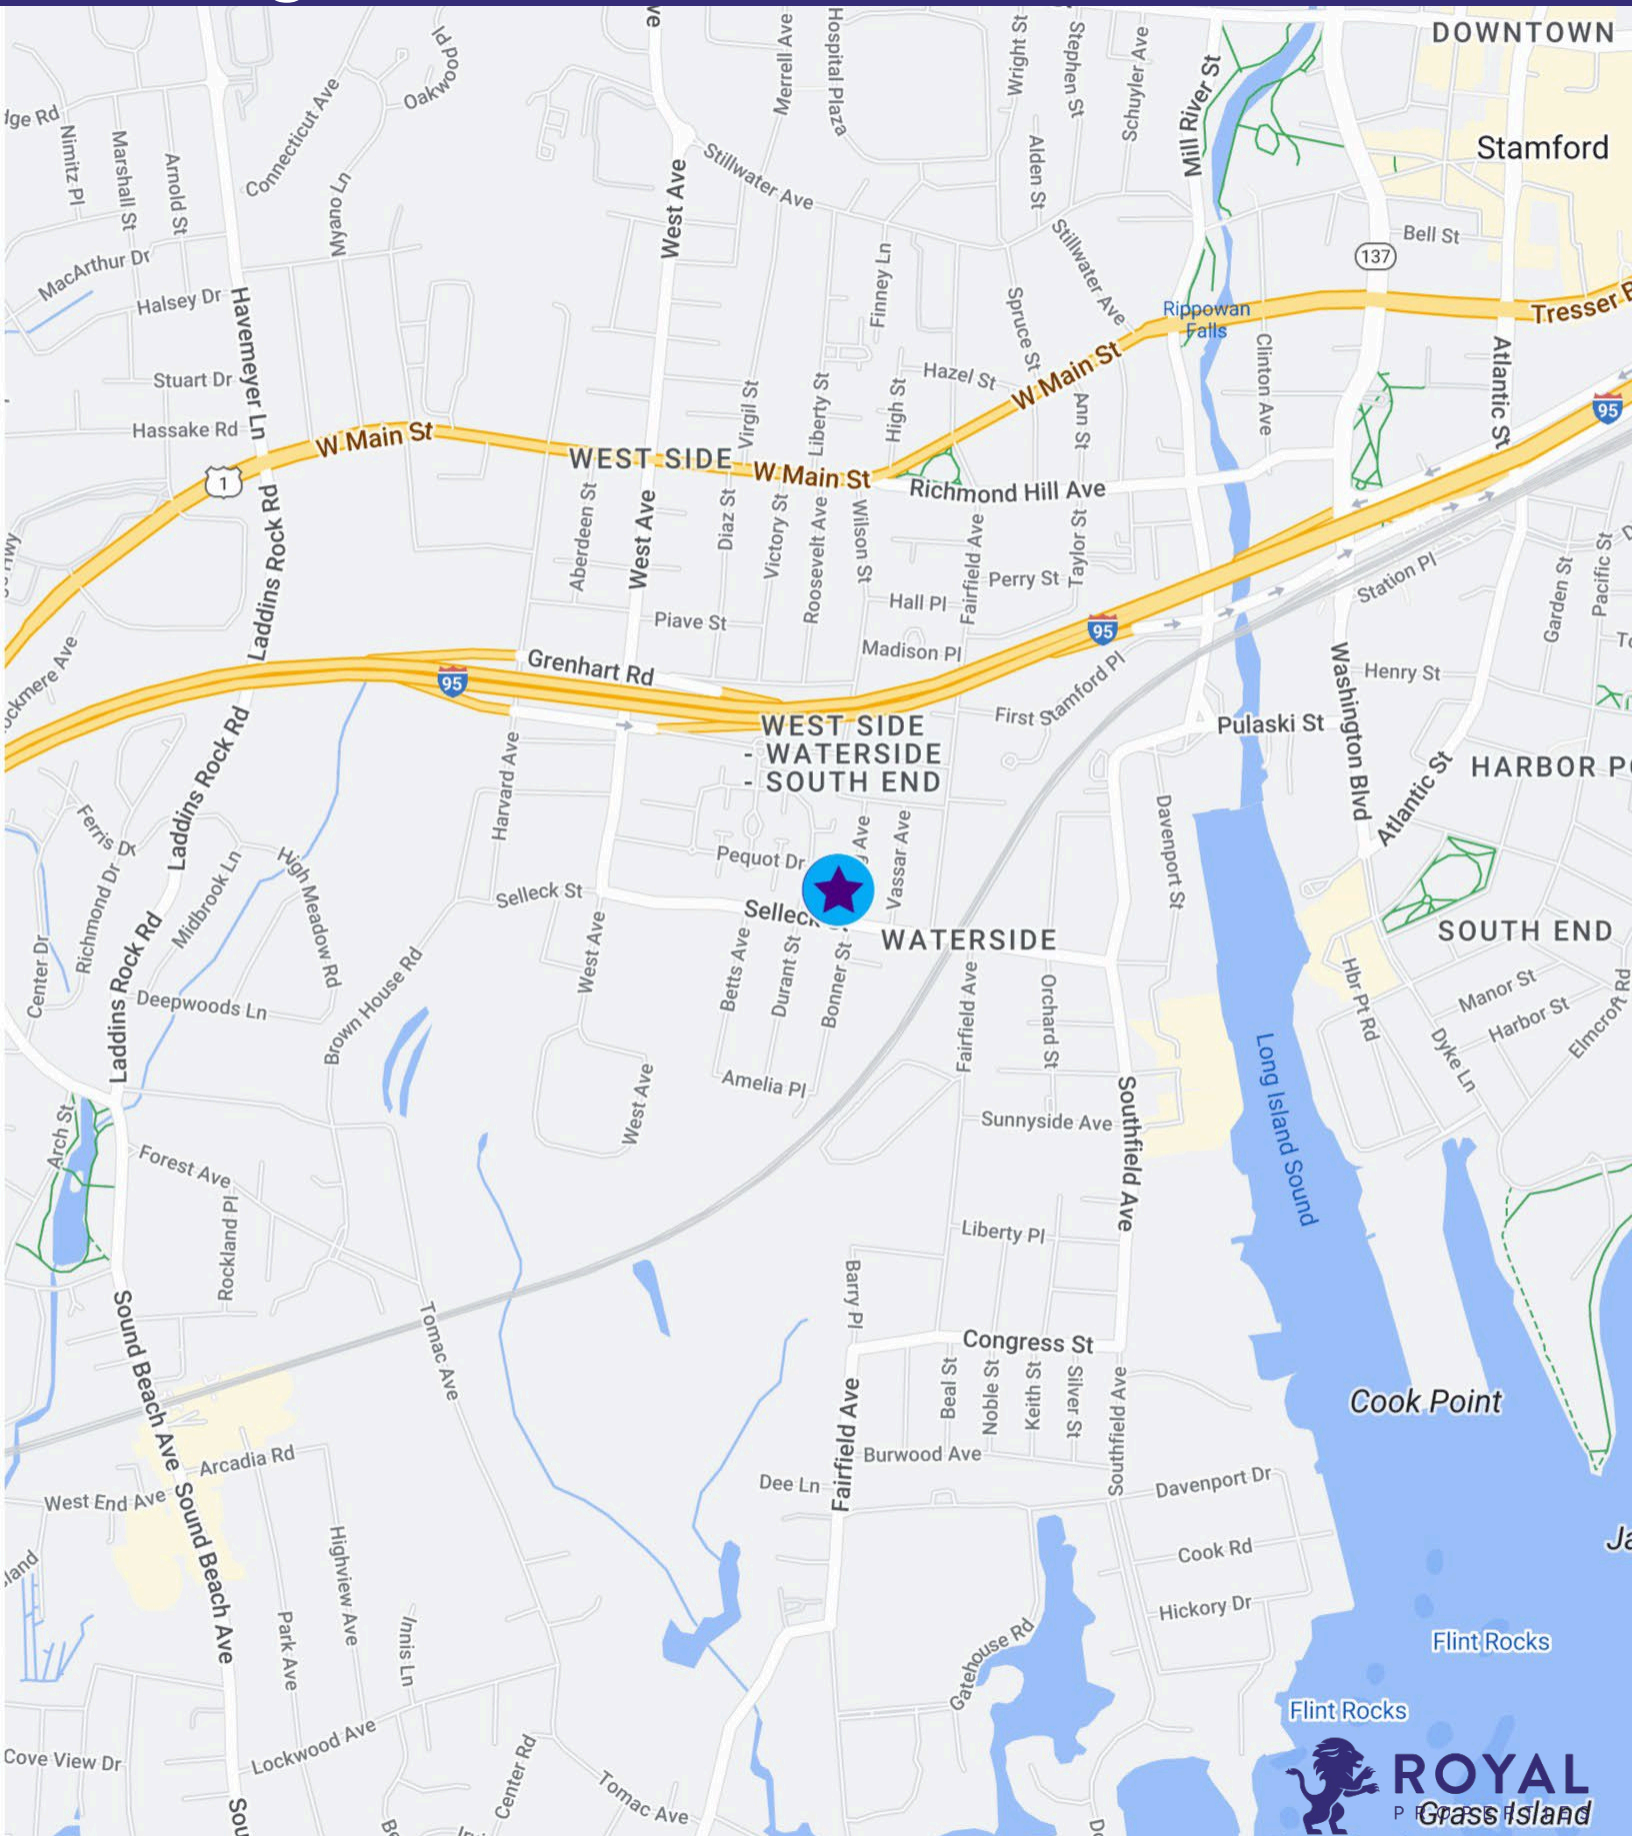 DOWNTOWN
Stamford
Oakwood Pl
Merrell Ave
Hospital Plaza
Wright St
Stephen St
Schuyler Ave
Mill River St
Nimitz Pl
Marshall St
Arnold St
Connecticut Ave
Myano Ln
Stillwater Ave
West Ave
Alden St
Stillwater Ave
Bell St
137
MacArthur Dr
Halsey Dr
Havemeyer Ln
Finney Ln
Spruce St
Rippowan
Falls
Tresser
Clinton Ave
Atlantic St
Stuart Dr
Hassake Rd
W Main St
WEST SIDE
Virgil St
Liberty St
High St
Hazel St
W Main St
Ann St
95
W Main St
Richmond Hill Ave
1
Laddins Rock Rd
Aberdeen St
West Ave
Diaz St
Victory St
Roosevelt Ave
Wilson St
Fairfield Ave
Taylor St
Perry St
Hall Pl
Madison Pl
Piave St
Station Pl
Garden St
Pacific St
95
Grenhart Rd
95
First Stamford Pl
Pulaski St
Washington Blvd
Henry St
Atlantic St
HARBOR
WEST SIDE
- WATERSIDE
- SOUTH END
Laddins Rock Rd
Harvard Ave
Ferris Dr
Richmond Dr
Midbrook Ln
High Meadow Rd
Pequot Dr
Ave
Vassar Ave
Davenport St
Selleck St
Selleck
WATERSIDE
SOUTH END
Center Dr
Laddins Rock Rd
Deepwoods Ln
Brown House Rd
West Ave
Betts Ave
Durant St
Bonner St
Fairfield Ave
Orchard St
Hbr Pt Rd
Manor St
Harbor St
Elmcroft Rd
Dyke Ln
Long Island Sound
Amelia Pl
West Ave
Sunnyside Ave
Southfield Ave
Arch St
Forest Ave
Rockland Pl
Liberty Pl
Barry Pl
Congress St
Sound Beach Ave
Tomac Ave
Fairfield Ave
Beal St
Noble St
Keith St
Silver St
Southfield Ave
Cook Point
Burwood Ave
Dee Ln
Davenport Dr
Arcadia Rd
West End Ave
Sound Beach Ave
Highview Ave
Park Ave
Innis Ln
Cook Rd
Hickory Dr
Gatehouse Rd
Flint Rocks
Flint Rocks
Lockwood Ave
Cove View Dr
Center Rd
Tomac Ave
ROYAL
PROPERTIES
Grass Island